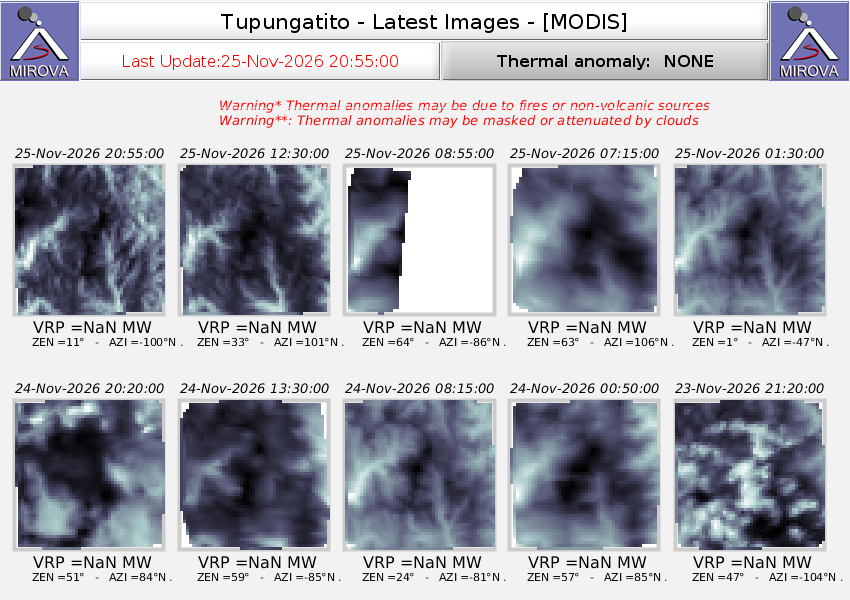 Tupungatito - Latest Images - [MODIS]
MIROVA
MIROVA
Last Update:25-Nov-2026 20:55:00
Thermal anomaly: NONE
Warning* Thermal anomalies may be due to fires or non-volcanic sources
Warning**: Thermal anomalies may be masked or attenuated by clouds
25-Nov-2026 20:55:00 25-Nov-2026 12:30:00 25-Nov-2026 08:55:00 25-Nov-2026 07:15:00 25-Nov-2026 01:30:00
VRP =NaN MW VRP =NaN MW VRP =NaN MW VRP =NaN MW VRP =NaN MW
ZEN =11° - AZI =-100°N . ZEN =33° - AZI =101°N . ZEN =64° - AZI =-86°N . ZEN =63° - AZI =106°N . ZEN =1° - AZI =-47°N .
24-Nov-2026 20:20:00 24-Nov-2026 13:30:00 24-Nov-2026 08:15:00 24-Nov-2026 00:50:00 23-Nov-2026 21:20:00
VRP =NaN MW VRP =NaN MW VRP =NaN MW VRP =NaN MW VRP =NaN MW
ZEN =51° - AZI =84°N . ZEN =59° - AZI =-85°N . ZEN =24° - AZI =-81°N . ZEN =57° - AZI =85°N . ZEN =47° - AZI =-104°N .